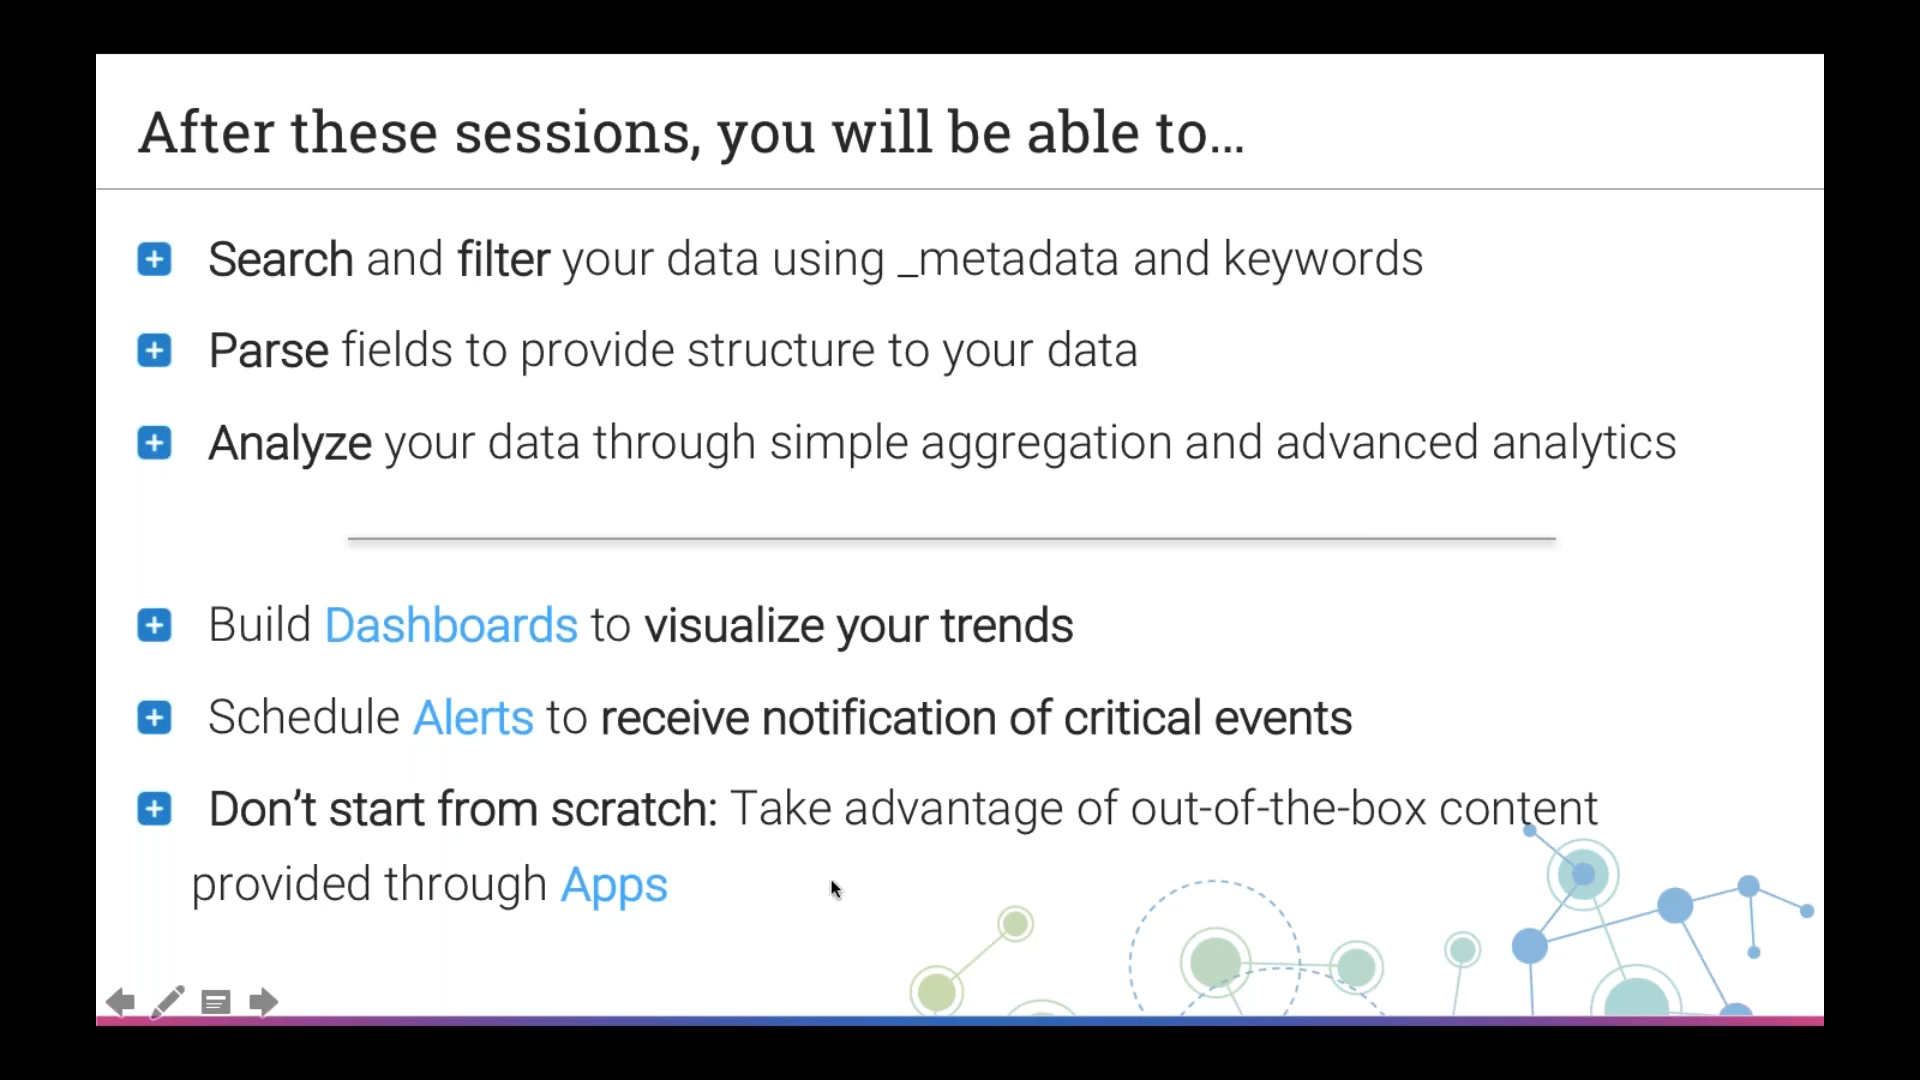 After these sessions, you will be able to...
Search and filter your data using _metadata and keywords
Parse fields to provide structure to your data
Analyze your data through simple aggregation and advanced analytics
Build Dashboards to visualize your trends
Schedule Alerts to receive notification of critical events
Don’t start from scratch: Take advantage of out-of-the-box content
provided through Apps